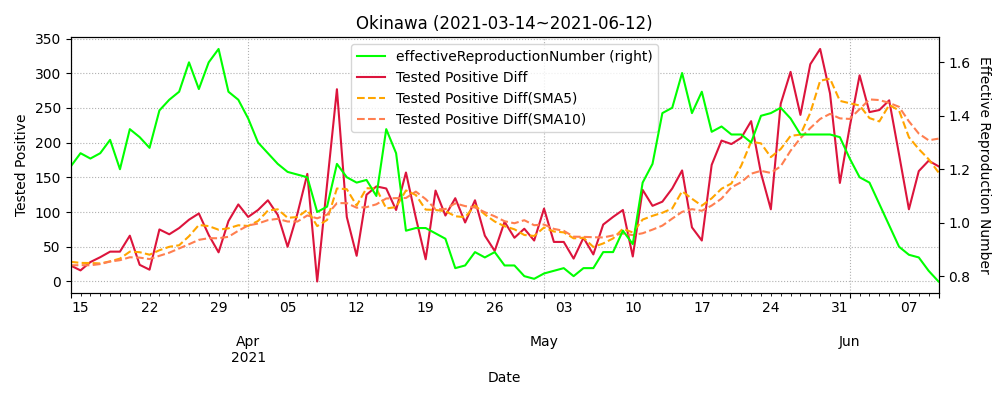 Okinawa (2021-03-14~2021-06-12)
effectiveReproductionNumber (right)
Tested Positive Diff
Tested Positive Diff(SMA5)
Tested Positive Diff(SMA10)
Tested Positive
350
300
250
200
150
100
50
0
1.6
1.4
1.2
1.0
0.8
Effective Reproduction Number
15 22 29 05 12 19 26 03 10 17 24 31 07
Apr May Jun
2021
Date